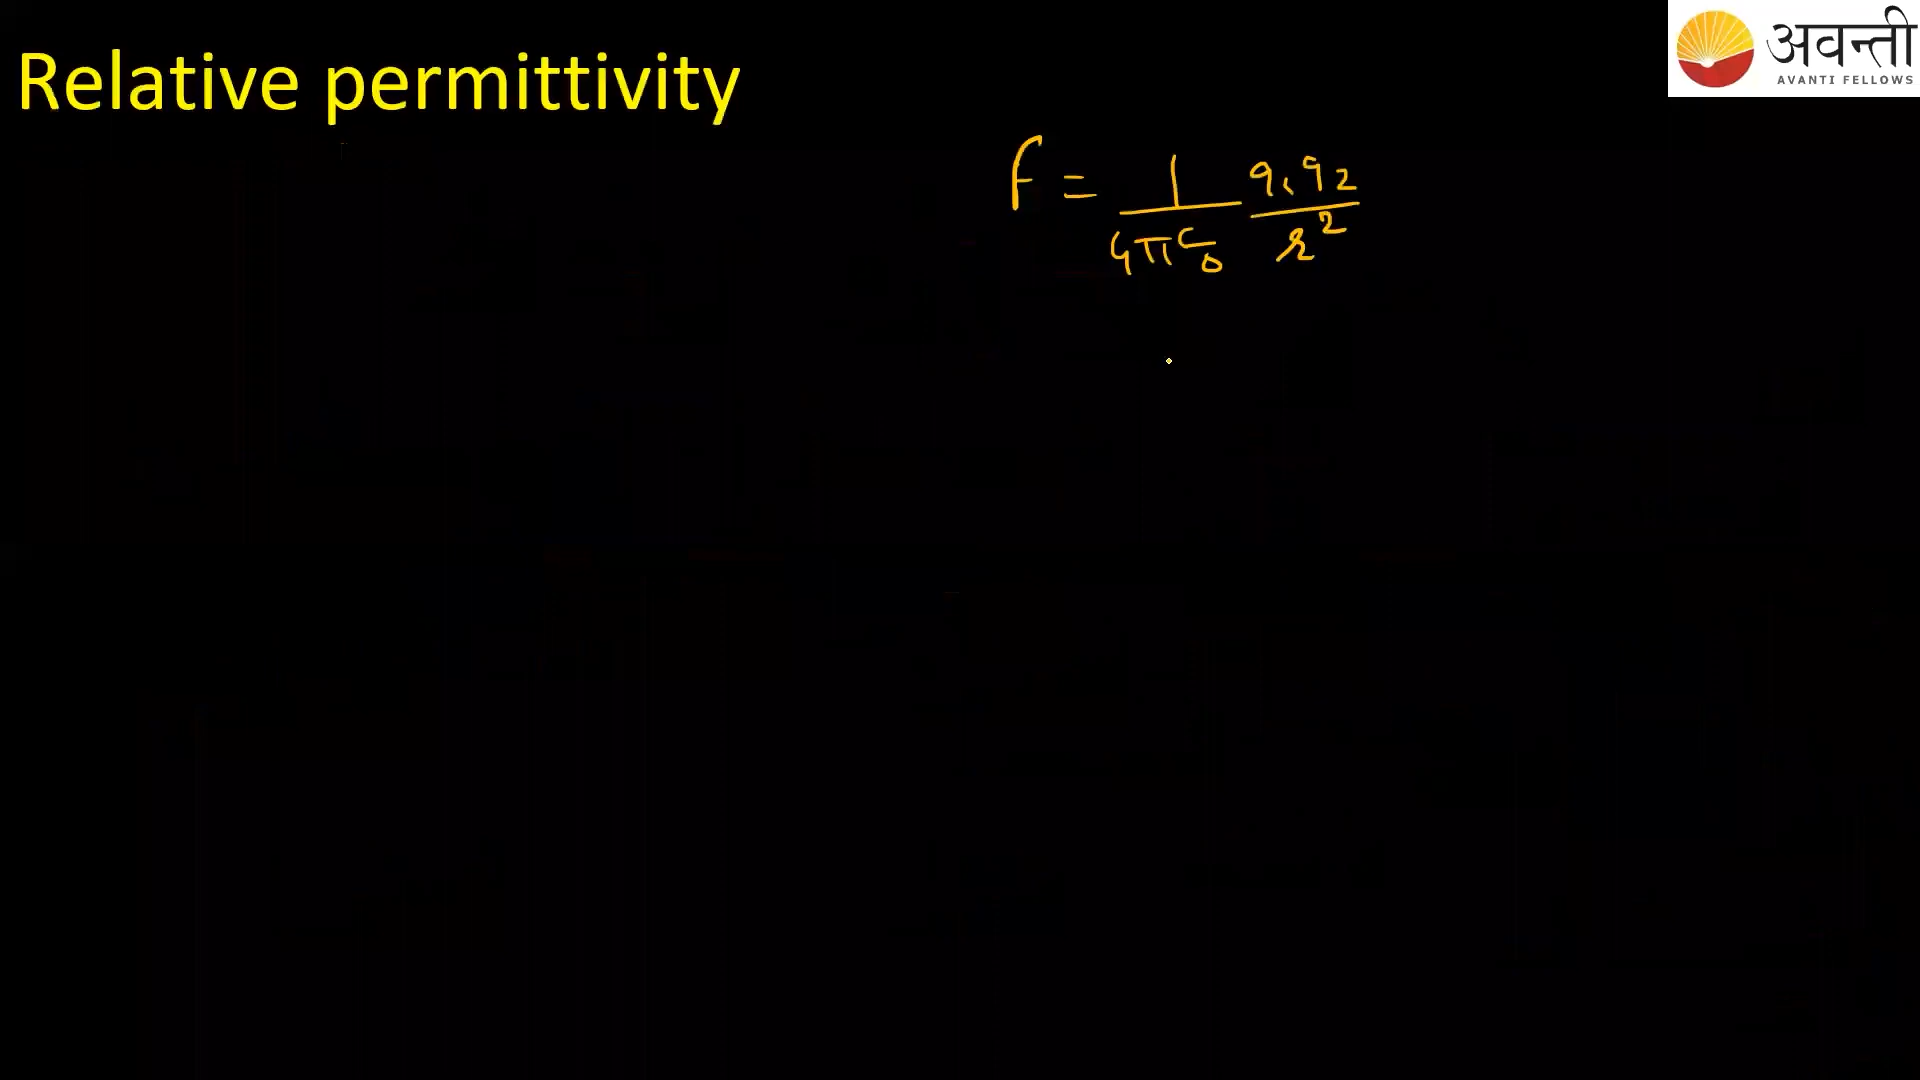 अवन्ती
AVANTI FELLOWS
Relative permittivity
F = 1/4πε₀ q₁q₂/r²